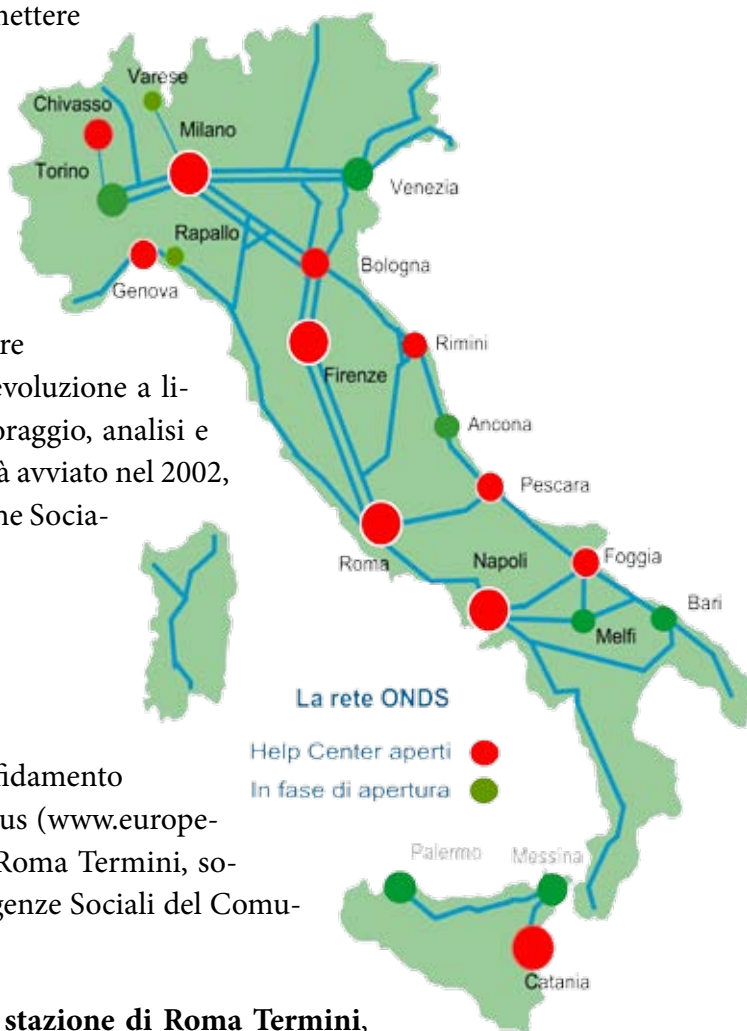 mettere
Varese
Chivasso
Milano
Torino
Venezia
Rapallo
Bologna
Genova
re
Rimini
Firenze
evoluzione a li-
oraggio, analisi e
Ancona
à avviato nel 2002,
Pescara
ne Socia-
Roma
Napoli
Foggia
Bari
Melfi
La rete ONDS
Help Center aperti
In fase di apertura
fidamento
us (www.europe-
Roma Termini, so-
Palermo
Messina
genze Sociali del Comu-
Catania
stazione di Roma Termini,